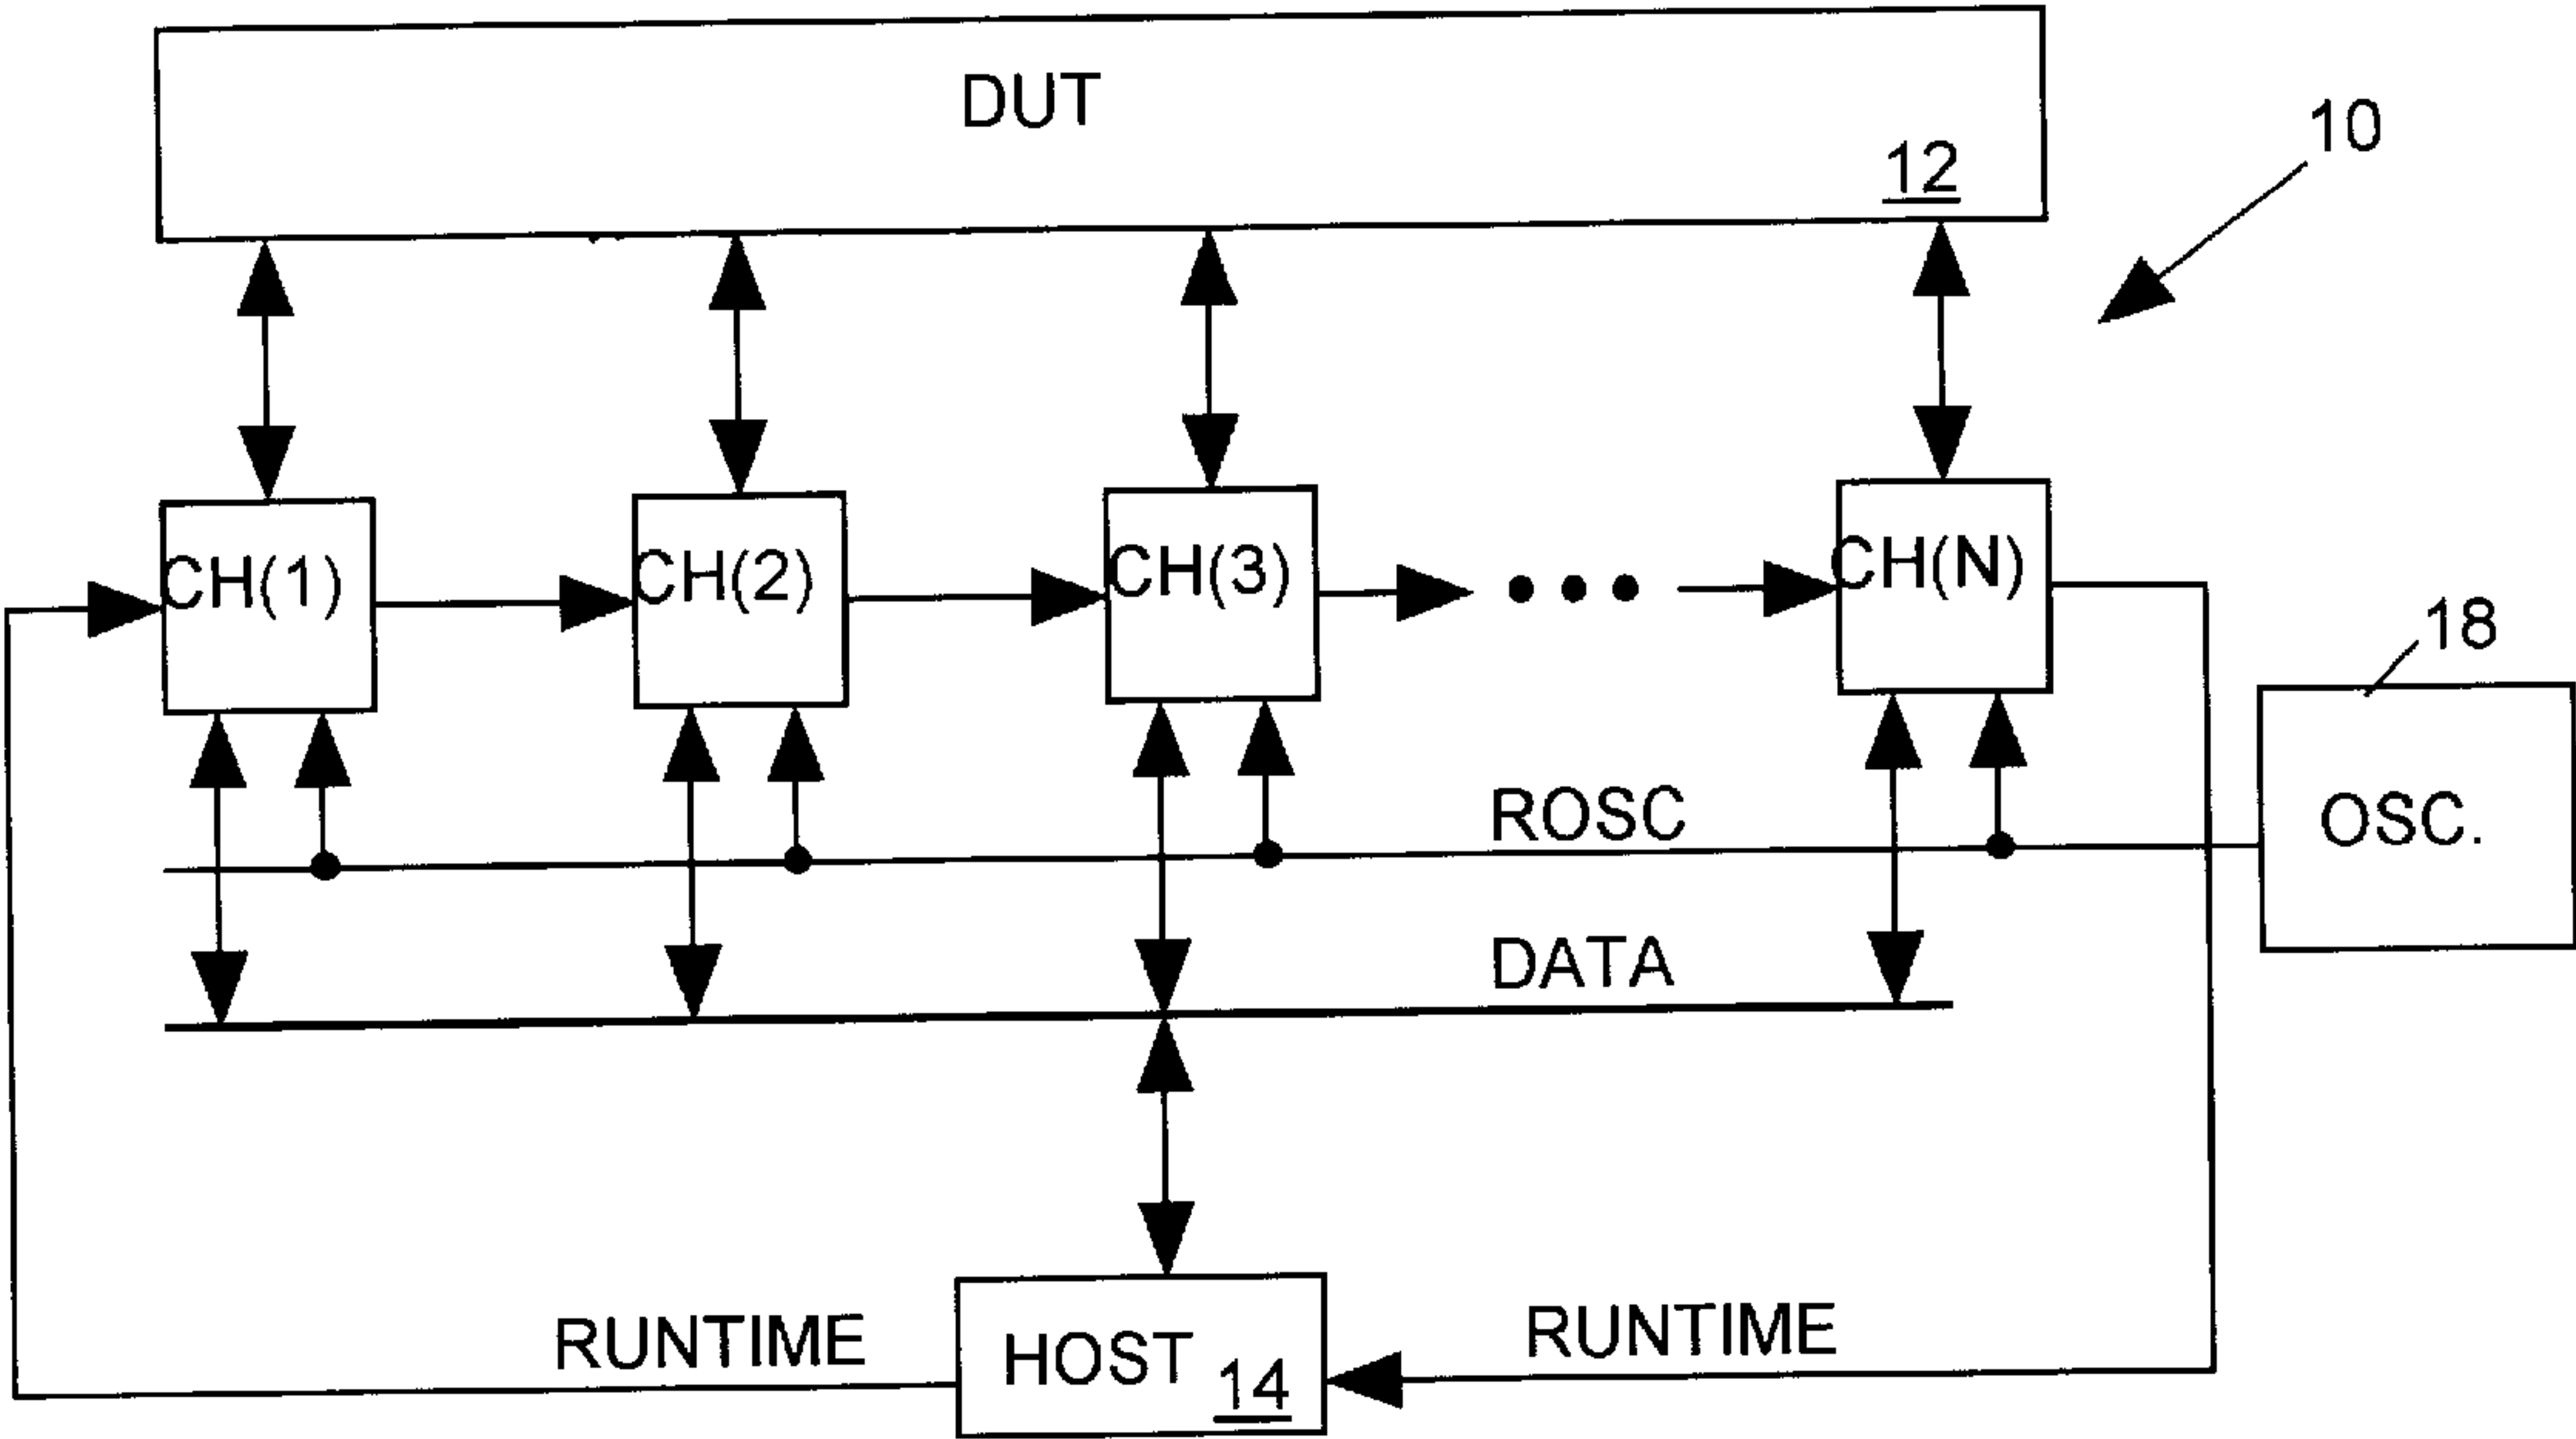 DUT
12
10
CH(1)
CH(2)
CH(3)
CH(N)
18
ROSC
OSC.
DATA
RUNTIME
HOST 14
RUNTIME